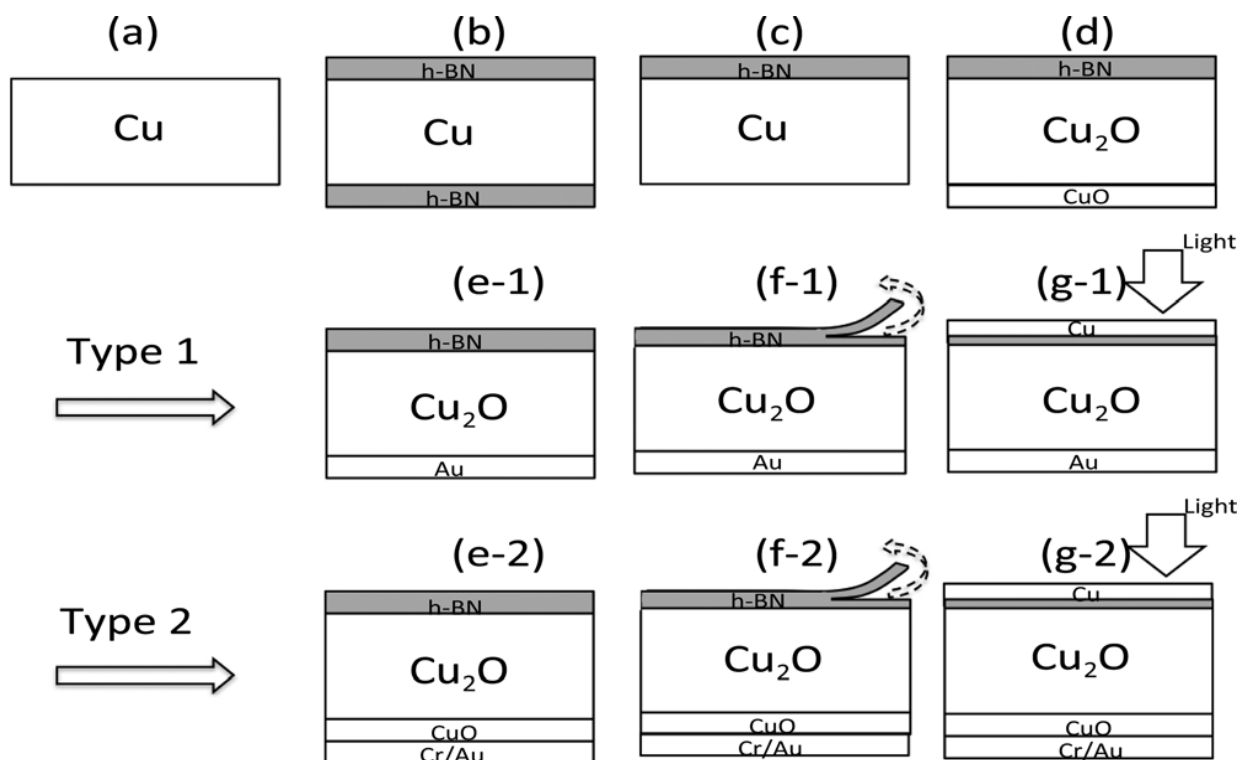 (a) (b) (c) (d)
h-BN h-BN h-BN
Cu Cu Cu Cu₂O
h-BN CuO
Light
(e-1) (f-1) (g-1)
Cu
Type 1 h-BN h-BN
Cu₂O Cu₂O Cu₂O
Au Au Au
Light
(e-2) (f-2) (g-2)
Cu
Type 2 h-BN h-BN
Cu₂O Cu₂O Cu₂O
CuO CuO CuO
Cr/Au Cr/Au Cr/Au